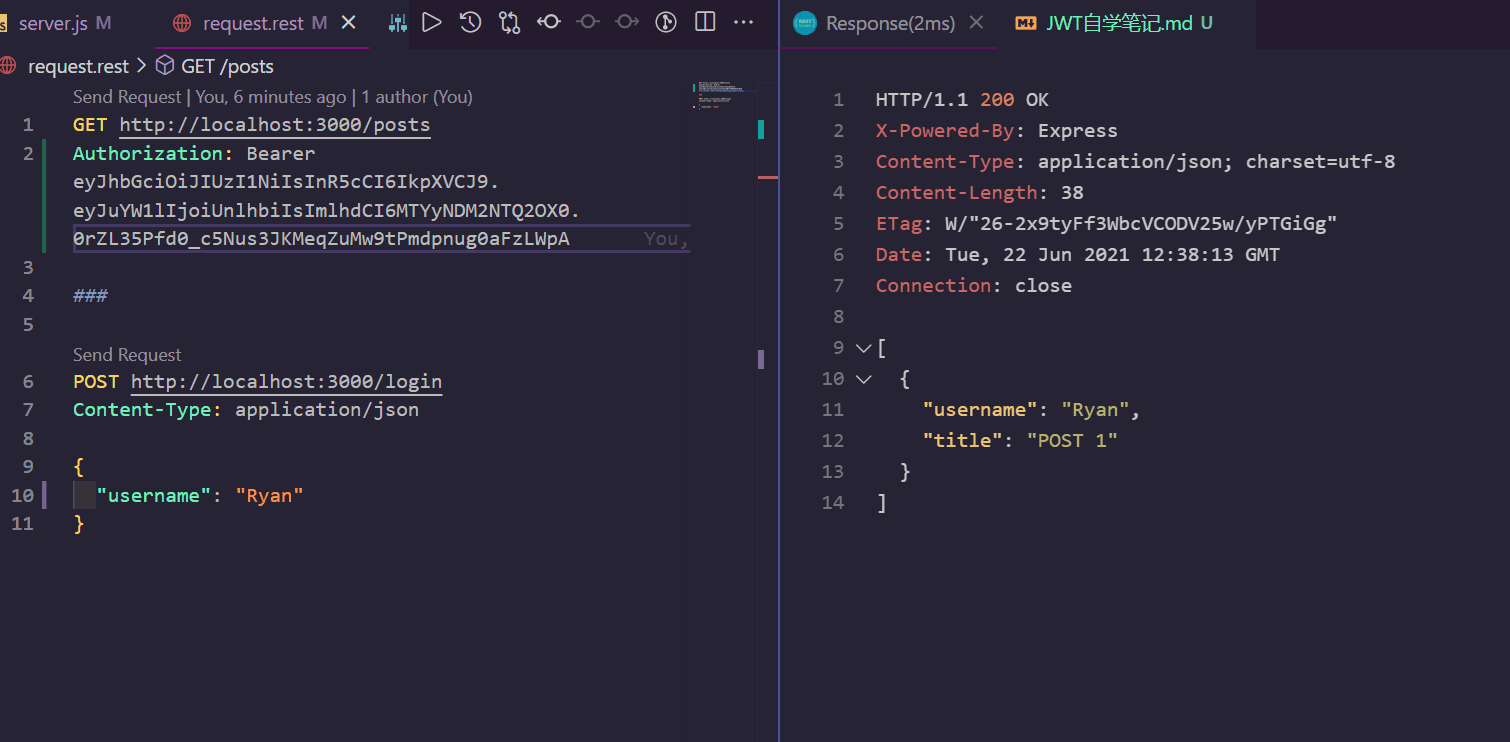 server.js M
request.rest M
Response(2ms)
JWT自学笔记.md U
request.rest > GET /posts
Send Request | You, 6 minutes ago | 1 author (You)
1 GET http://localhost:3000/posts
2 Authorization: Bearer
eyJhbGciOiJIUzI1NiIsInR5cCI6IkpXVCJ9.
eyJuYW1lIjoiUnlhbiIsImlhdCI6MTYyNDM2NTQ2OX0.
0rZL35Pfd0_c5Nus3JKMeqZuMw9tPmdpnug0aFzLWpA You,
3
4 ###
5
Send Request
6 POST http://localhost:3000/login
7 Content-Type: application/json
8
9 {
10 "username": "Ryan"
11 }
1 HTTP/1.1 200 OK
2 X-Powered-By: Express
3 Content-Type: application/json; charset=utf-8
4 Content-Length: 38
5 ETag: W/"26-2x9tyFf3WbcVCODV25w/yPTGiGg"
6 Date: Tue, 22 Jun 2021 12:38:13 GMT
7 Connection: close
8
9 [
10 {
11 "username": "Ryan",
12 "title": "POST 1"
13 }
14 ]